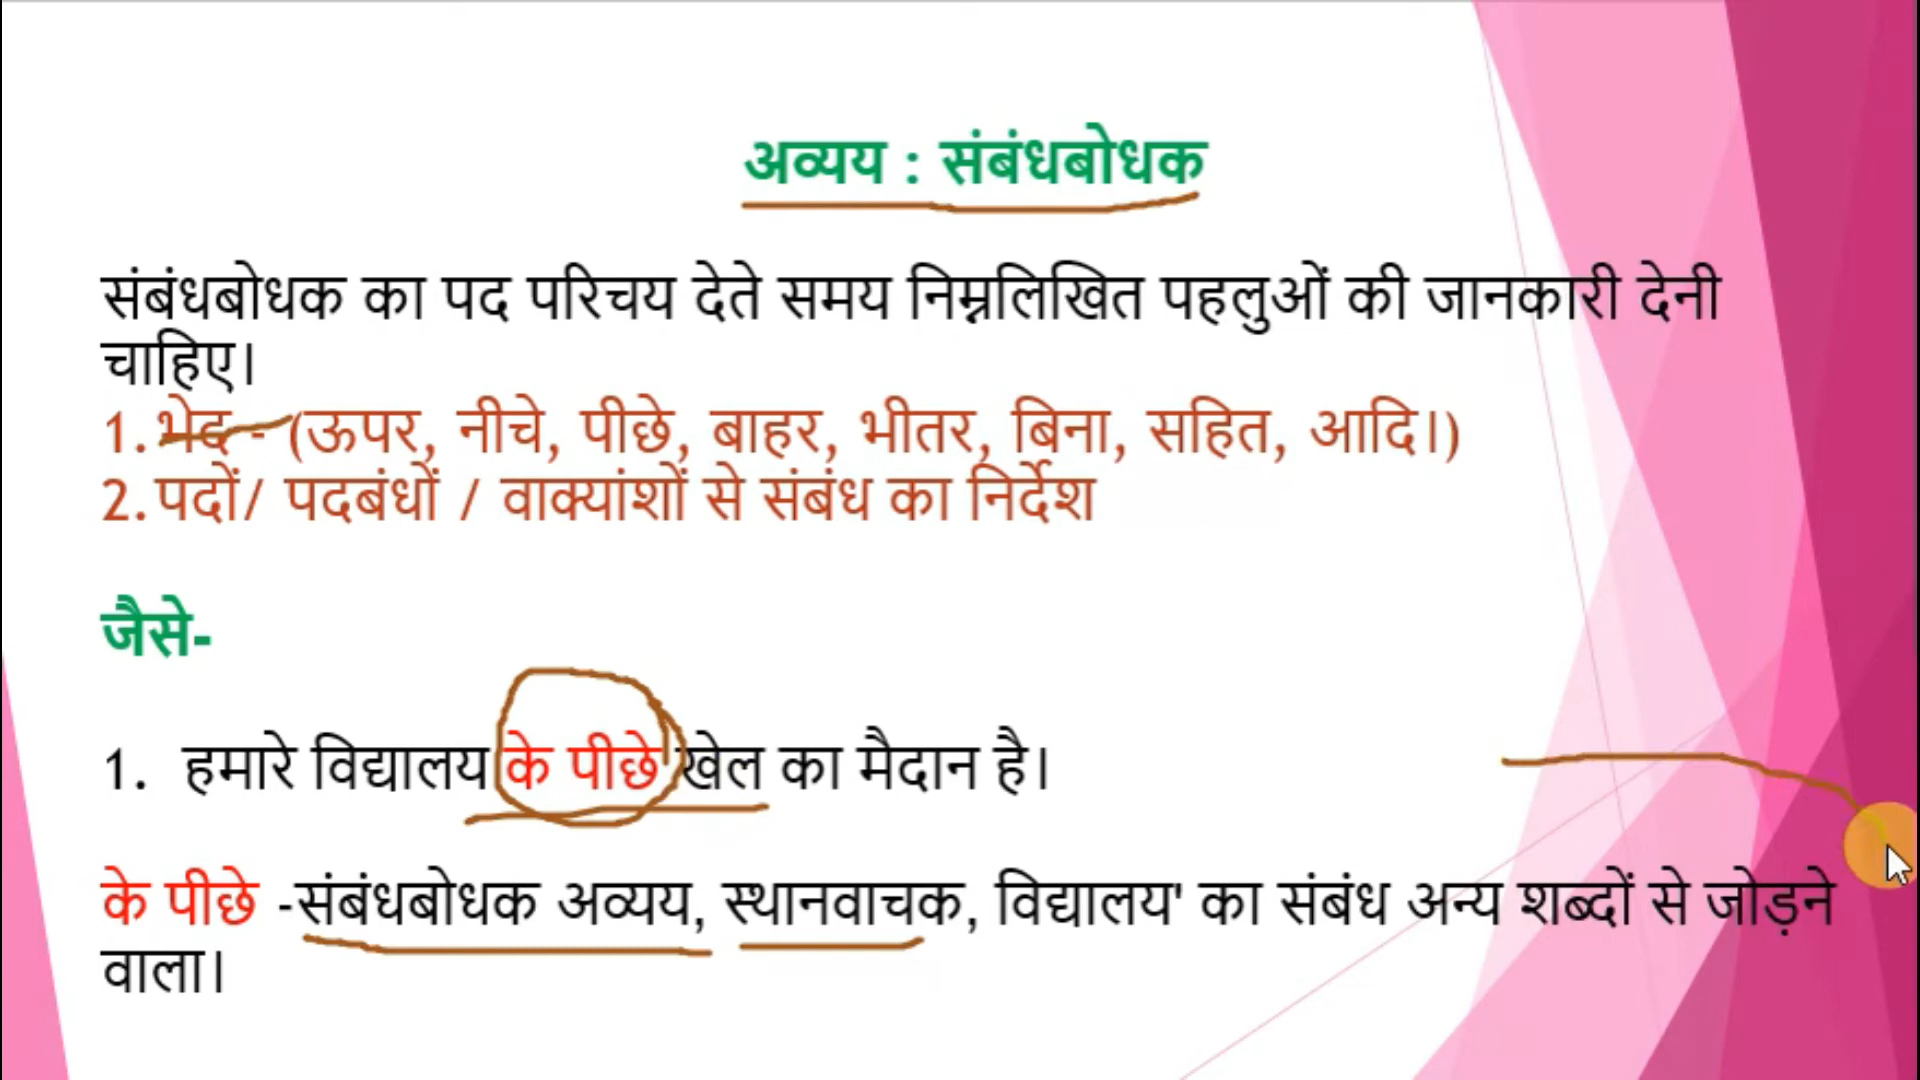 अव्यय : संबंधबोधक
संबंधबोधक का पद परिचय देते समय निम्नलिखित पहलुओं की जानकारी देनी
चाहिए।
1. भेद - (ऊपर, नीचे, पीछे, बाहर, भीतर, बिना, सहित, आदि।)
2. पदों/ पदबंधों / वाक्यांशों से संबंध का निर्देश
जैसे-
1. हमारे विद्यालय के पीछे खेल का मैदान है।
के पीछे -संबंधबोधक अव्यय, स्थानवाचक, विद्यालय' का संबंध अन्य शब्दों से जोड़ने
वाला।